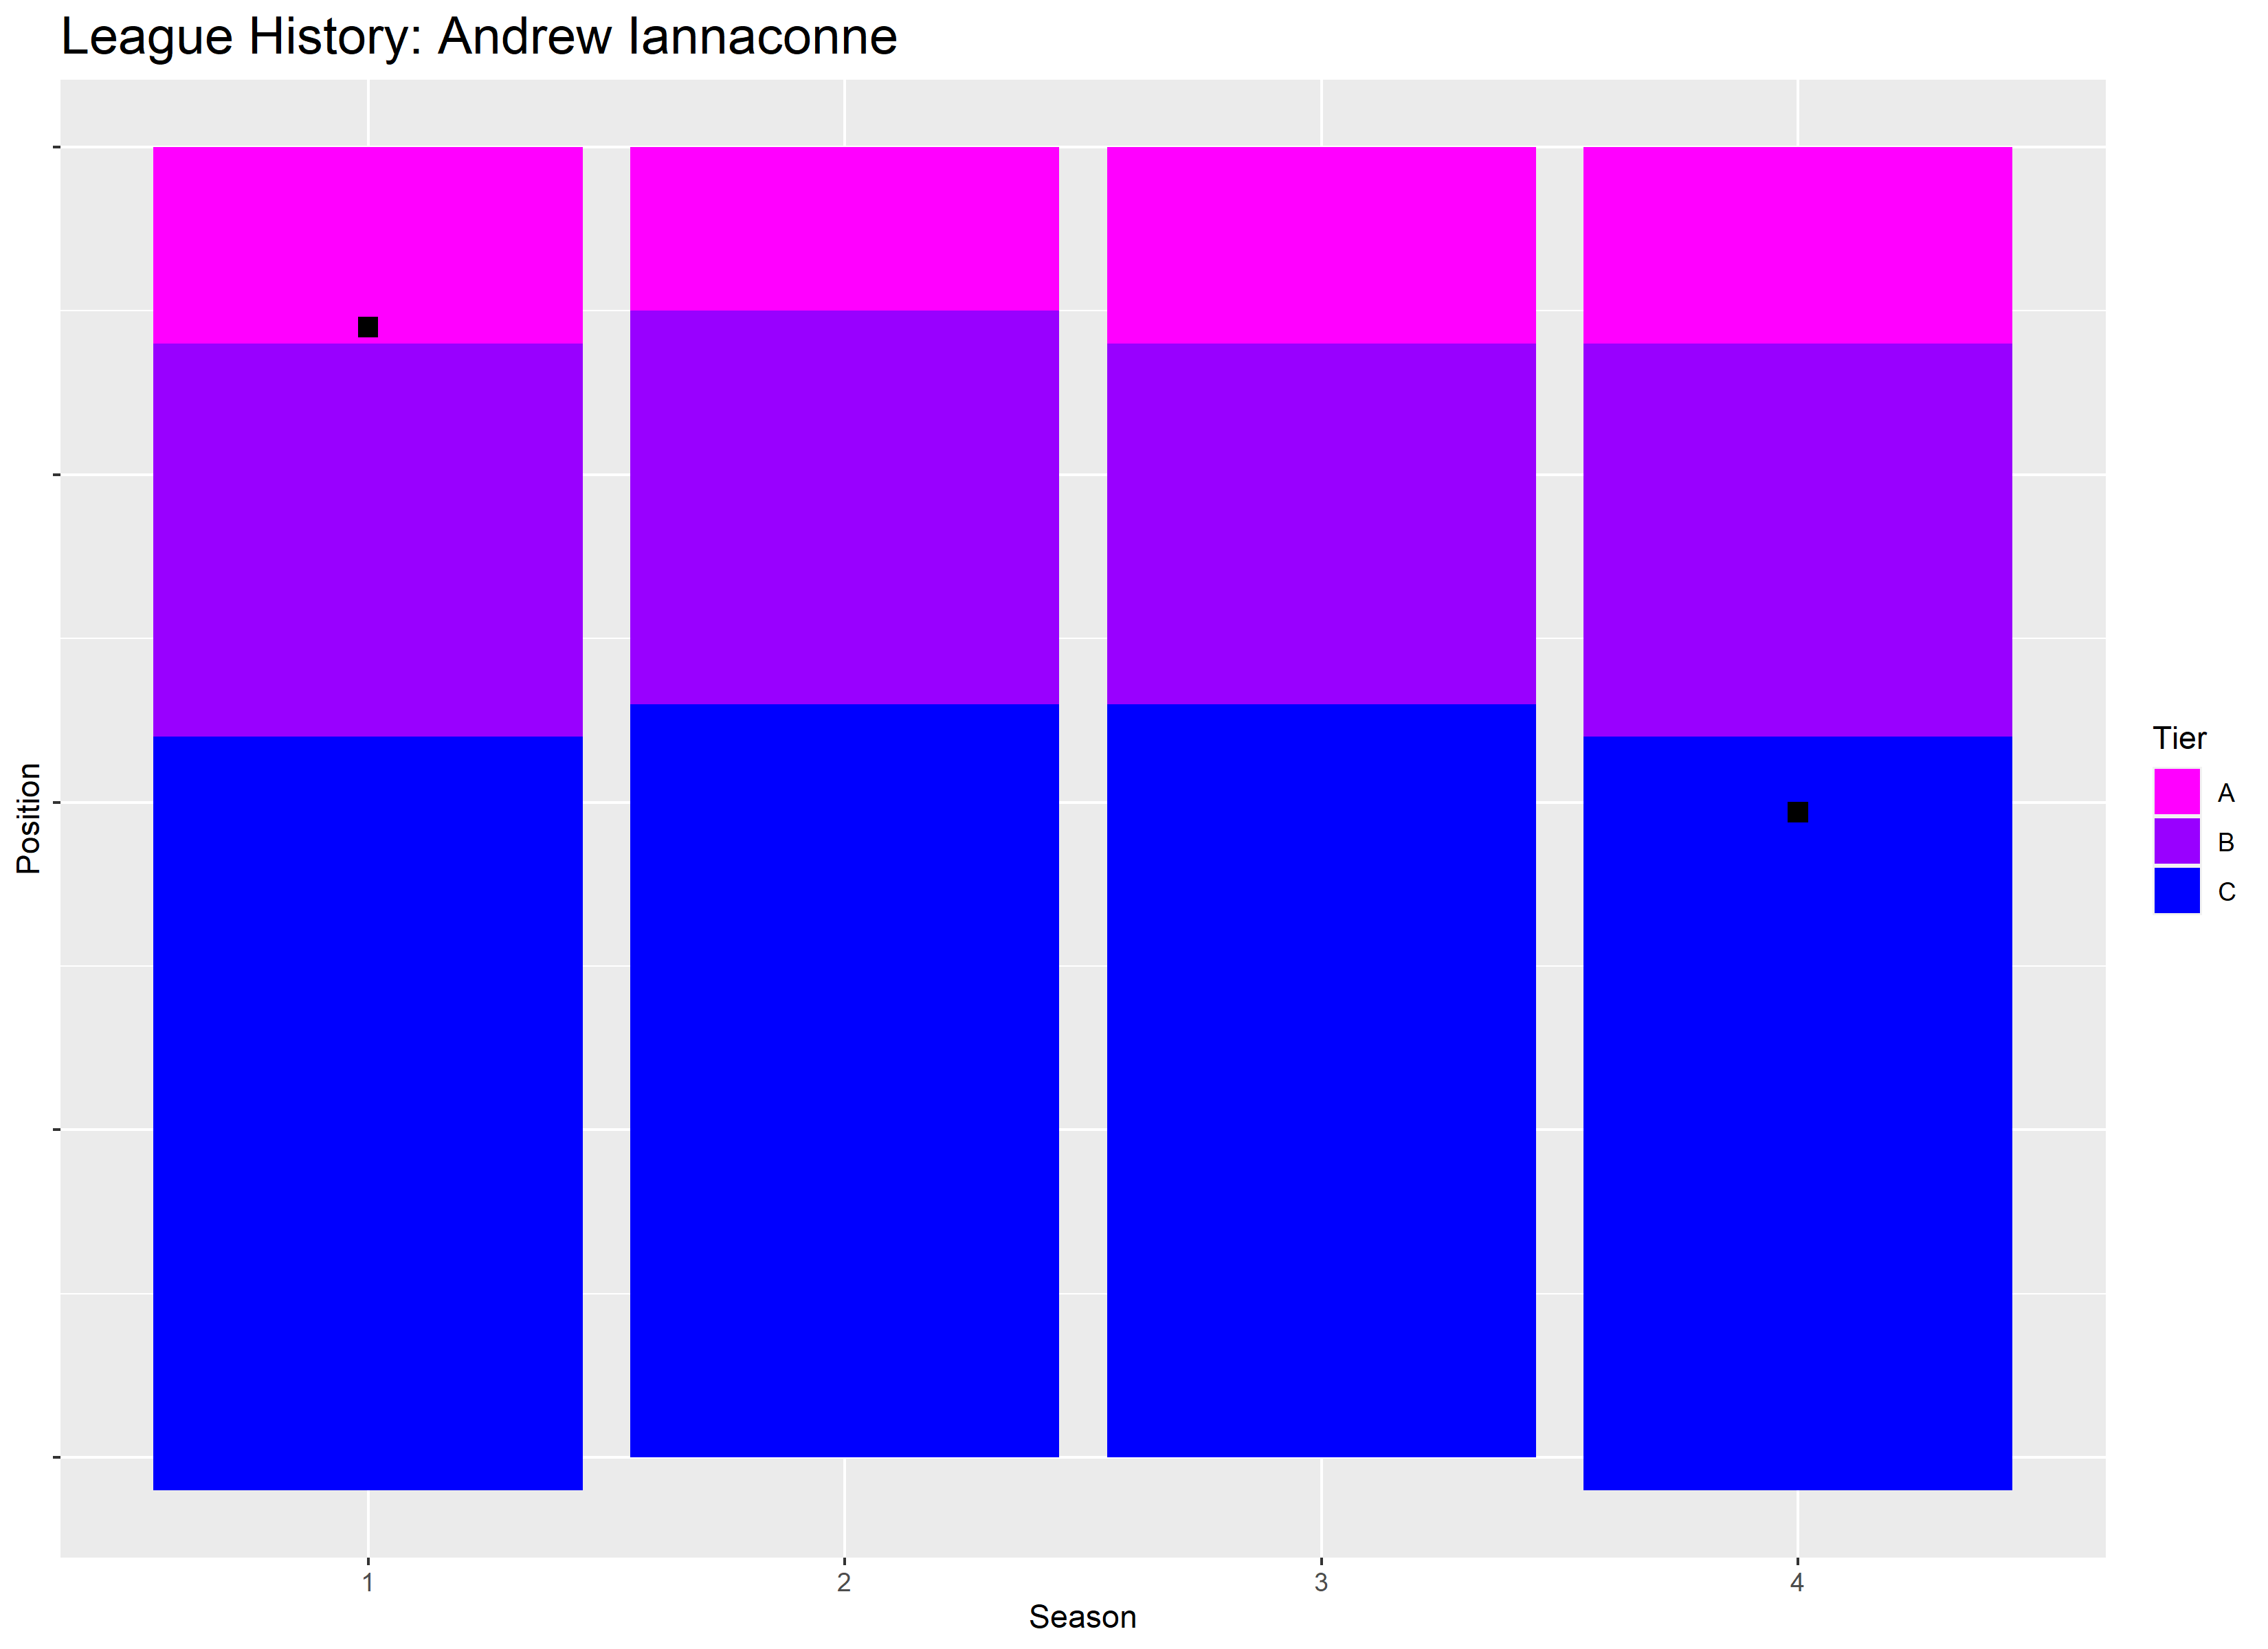 League History: Andrew Iannaconne
Position
Tier
A
B
C
1 2 3 4
Season